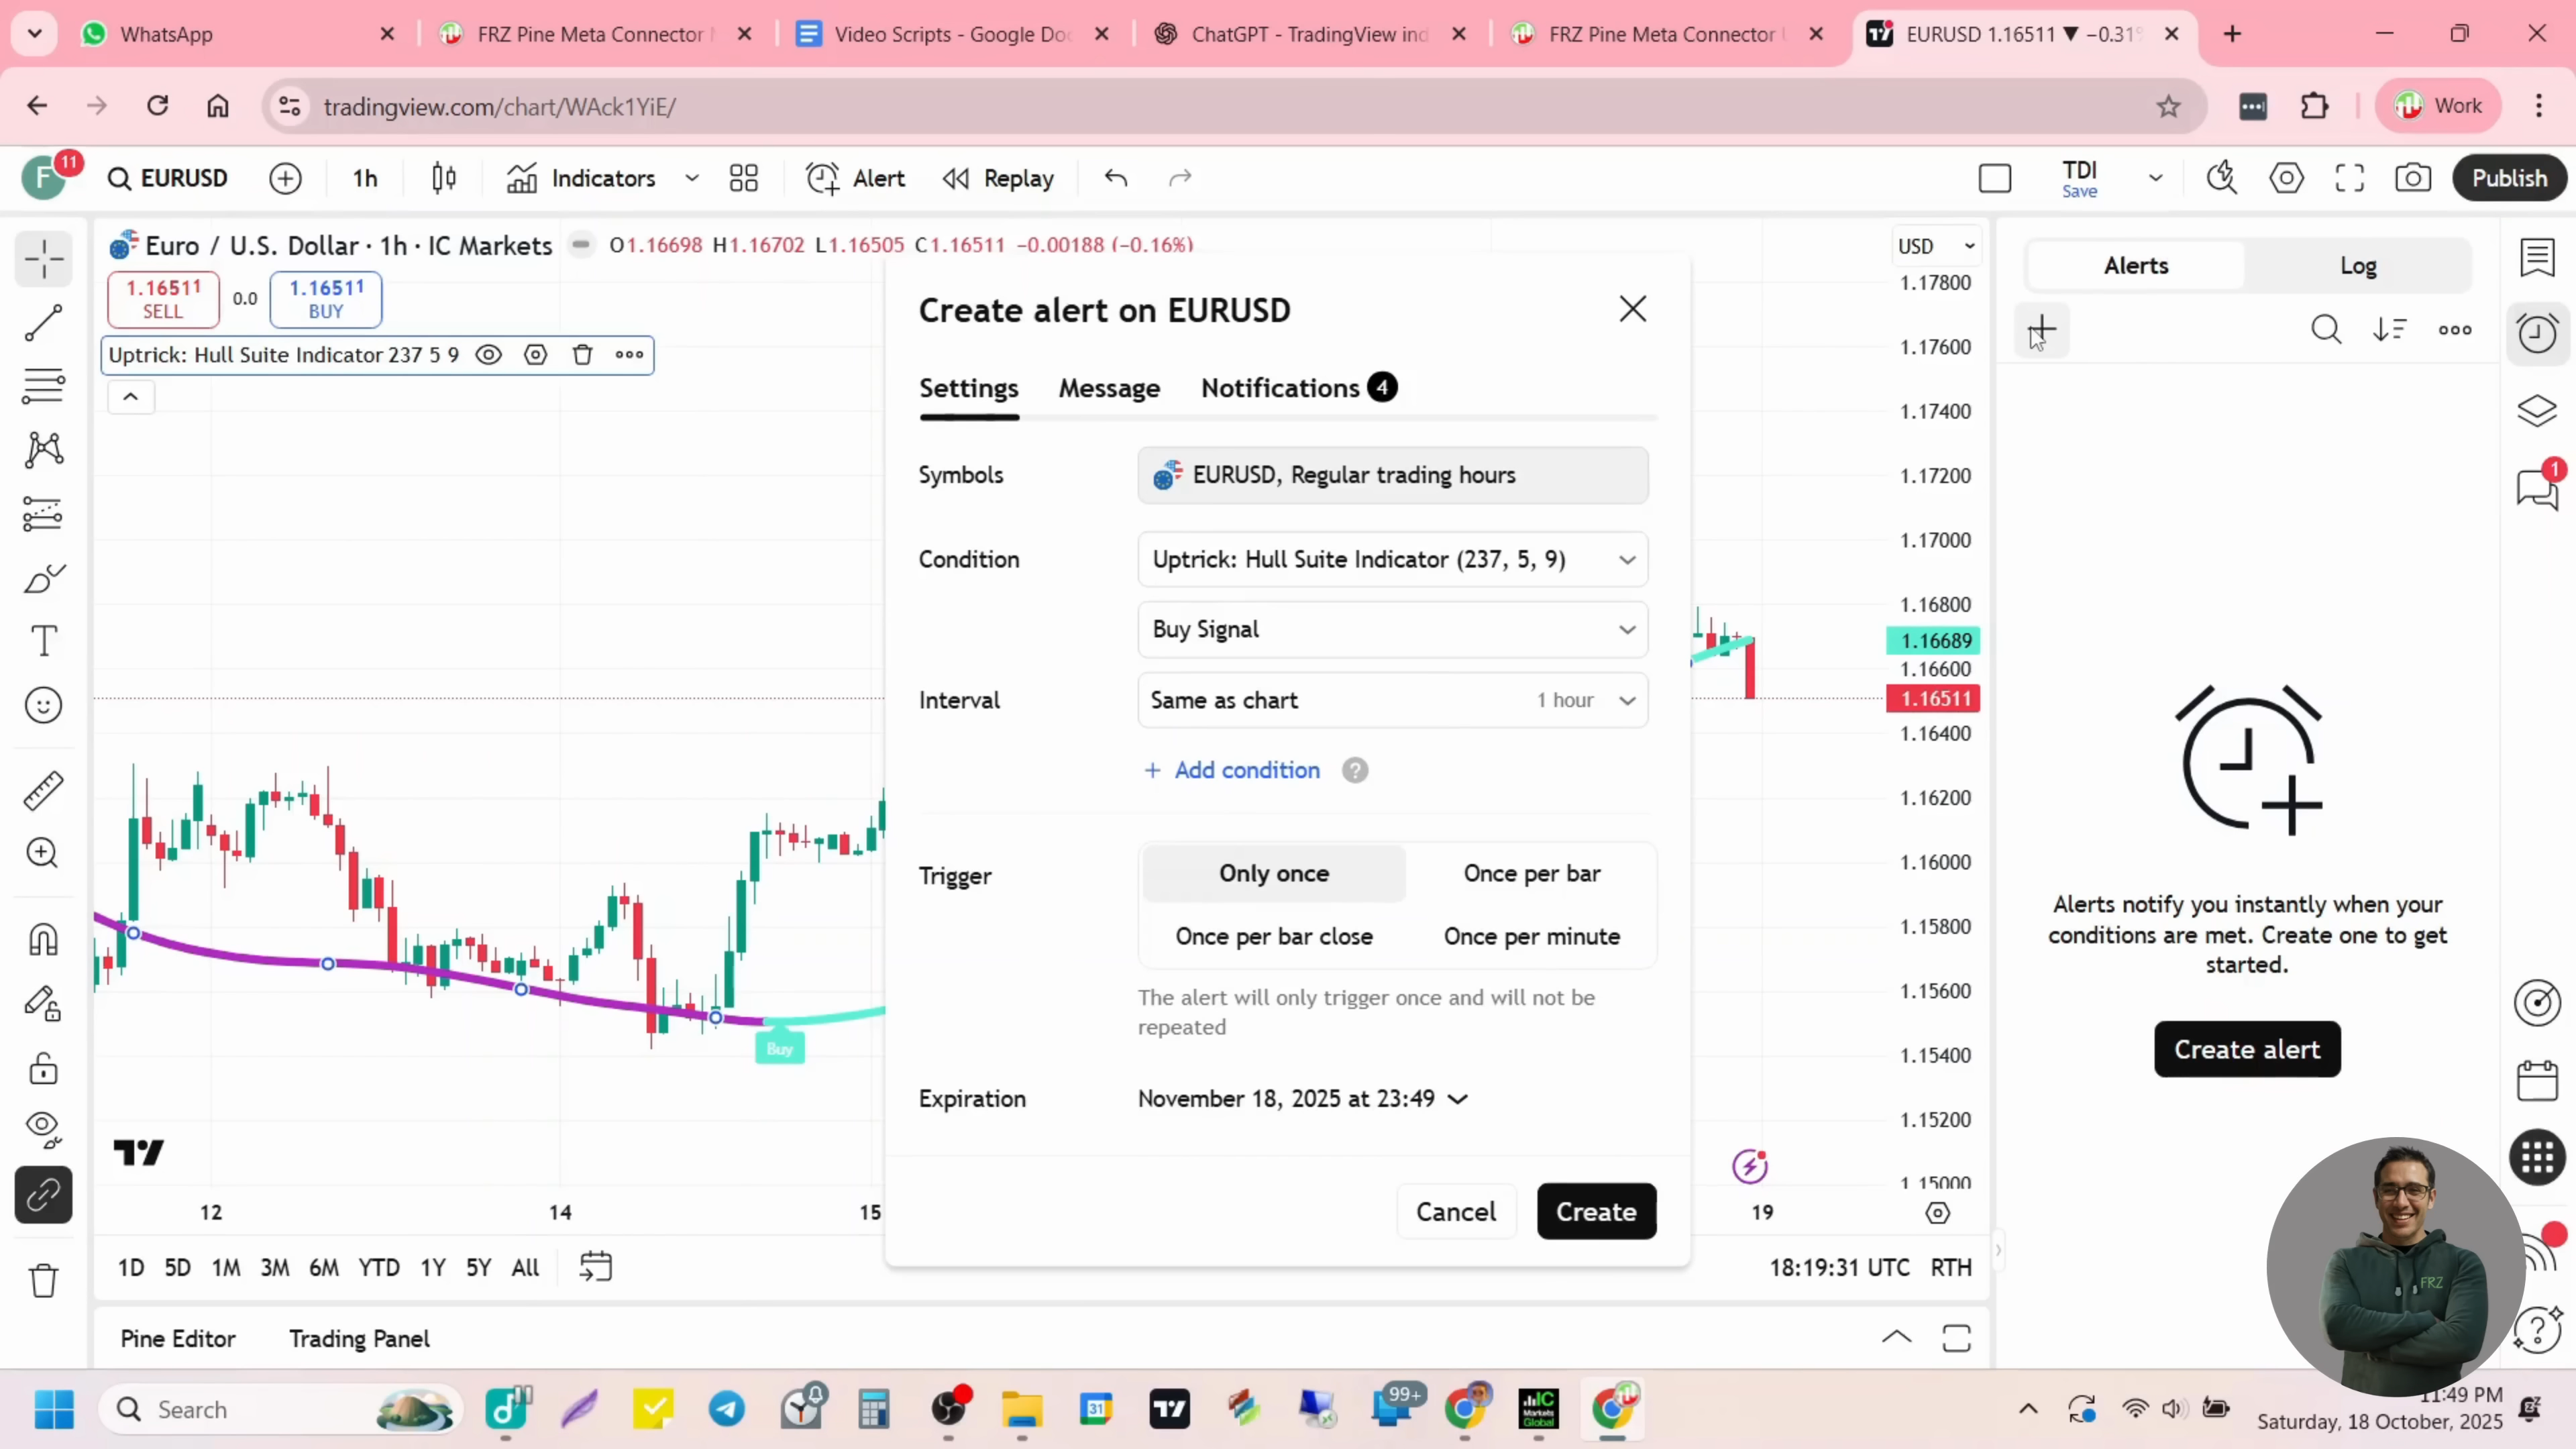 WhatsApp
FRZ Pine Meta Connector
Video Scripts - Google Doc
ChatGPT - TradingView ind
FRZ Pine Meta Connector
EURUSD 1.16511 ▼ −0.31%
tradingview.com/chart/WAck1YiE/
Work
F
11
EURUSD
1h
Indicators
Alert
Replay
TDI
Save
Publish
Euro / U.S. Dollar · 1h · IC Markets
O1.16698 H1.16702 L1.16505 C1.16511 −0.00188 (−0.16%)
1.16511
SELL
0.0
1.16511
BUY
Uptrick: Hull Suite Indicator 237 5 9
Buy
Create alert on EURUSD
Settings
Message
Notifications 4
Symbols
EURUSD, Regular trading hours
Condition
Uptrick: Hull Suite Indicator (237, 5, 9)
Buy Signal
Interval
Same as chart
1 hour
+ Add condition ?
Trigger
Only once
Once per bar
Once per bar close
Once per minute
The alert will only trigger once and will not be
repeated
Expiration
November 18, 2025 at 23:49
Cancel
Create
USD
1.17800
1.17600
1.17400
1.17200
1.17000
1.16800
1.16689
1.16600
1.16511
1.16400
1.16200
1.16000
1.15800
1.15600
1.15400
1.15200
1.15000
12
14
15
19
1D 5D 1M 3M 6M YTD 1Y 5Y All
18:19:31 UTC RTH
Pine Editor
Trading Panel
Alerts
Log
Alerts notify you instantly when your
conditions are met. Create one to get
started.
Create alert
1
FRZ
Search
31
99+
IC
Markets
Global
11:49 PM
Saturday, 18 October, 2025